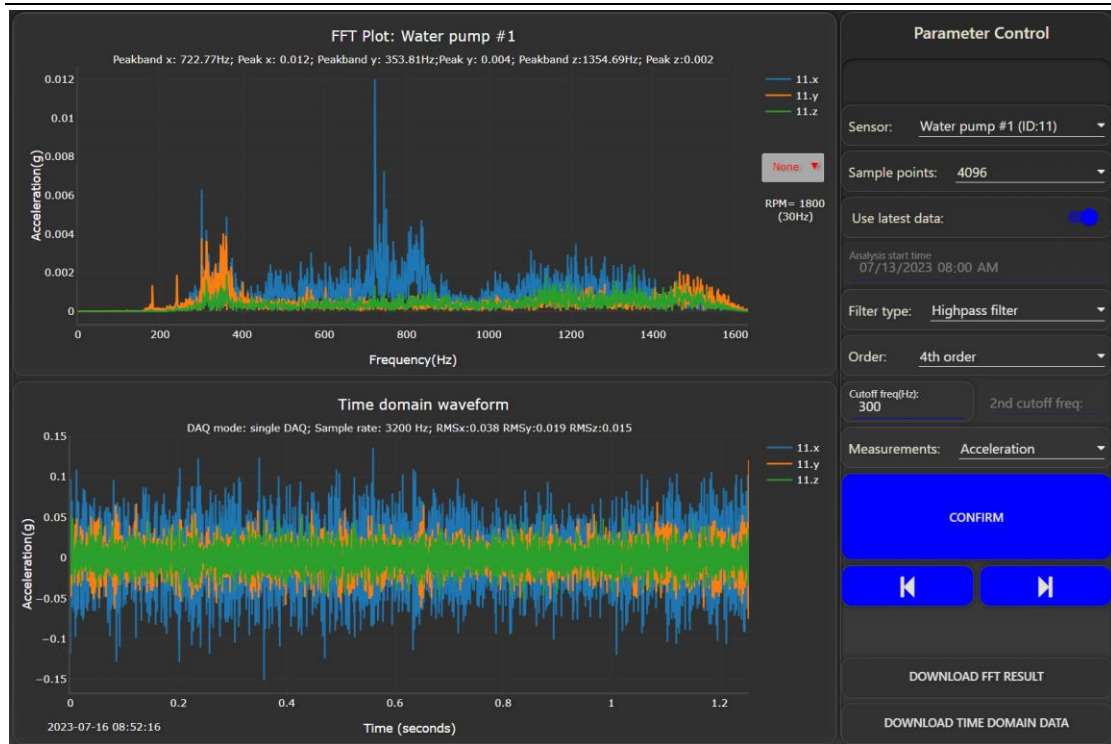 FFT Plot: Water pump #1
Peakband x: 722.77Hz; Peak x: 0.012; Peakband y: 353.81Hz;Peak y: 0.004; Peakband z:1354.69Hz; Peak z:0.002
0.012
0.01
0.008
0.006
0.004
0.002
0
Acceleration(g)
0 200 400 600 800 1000 1200 1400 1600
Frequency(Hz)
11.x
11.y
11.z
None ▼
RPM= 1800
(30Hz)
Time domain waveform
DAQ mode: single DAQ; Sample rate: 3200 Hz; RMSx:0.038 RMSy:0.019 RMSz:0.015
0.15
0.1
0.05
0
−0.05
−0.1
−0.15
Acceleration(g)
0 0.2 0.4 0.6 0.8 1 1.2
Time (seconds)
2023-07-16 08:52:16
11.x
11.y
11.z
Parameter Control
Sensor: Water pump #1 (ID:11)
Sample points: 4096
Use latest data:
Analysis start time
07/13/2023 08:00 AM
Filter type: Highpass filter
Order: 4th order
Cutoff freq(Hz):
300
2nd cutoff freq:
Measurements: Acceleration
CONFIRM
DOWNLOAD FFT RESULT
DOWNLOAD TIME DOMAIN DATA